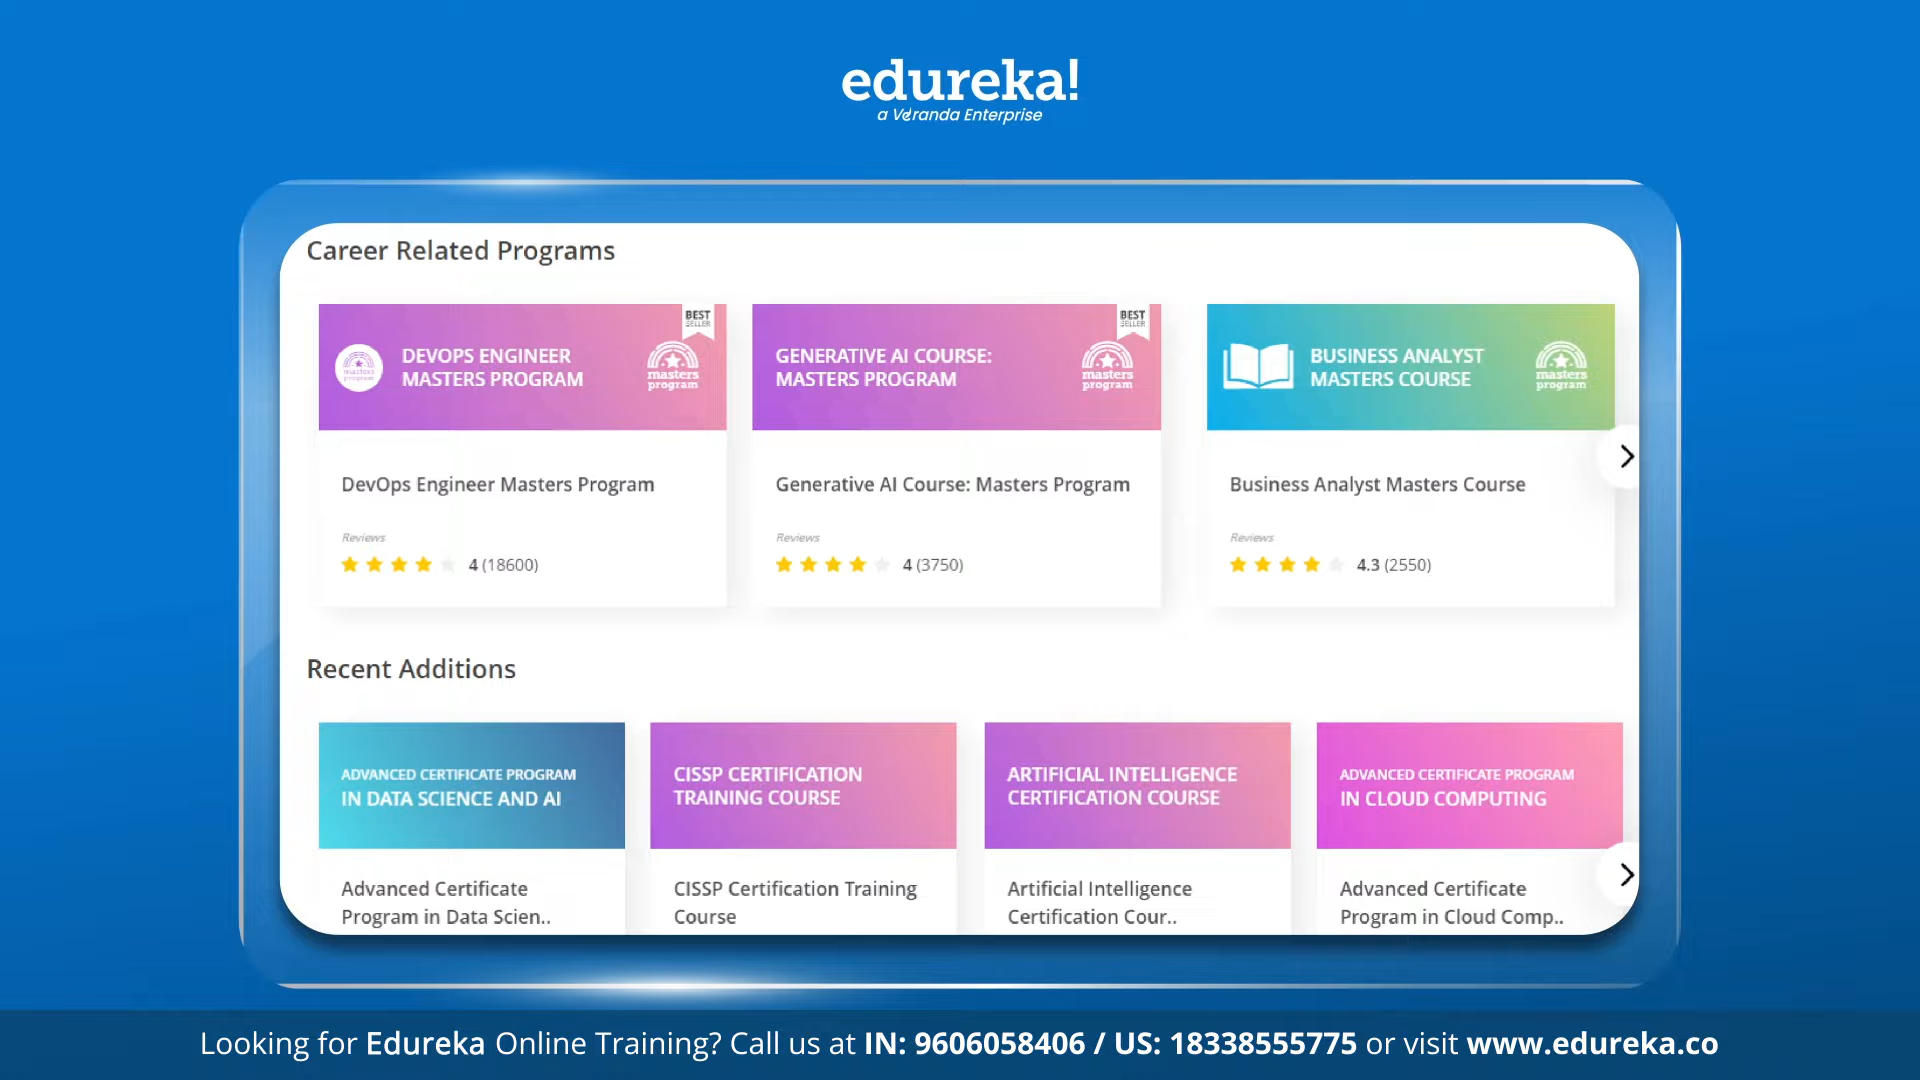 edureka!
a Veranda Enterprise
Career Related Programs
BEST
SELLER
masters
program
DEVOPS ENGINEER
MASTERS PROGRAM
masters
program
BEST
SELLER
GENERATIVE AI COURSE:
MASTERS PROGRAM
masters
program
BUSINESS ANALYST
MASTERS COURSE
masters
program
DevOps Engineer Masters Program
Generative AI Course: Masters Program
Business Analyst Masters Course
Reviews
Reviews
Reviews
4 (18600)
4 (3750)
4.3 (2550)
Recent Additions
ADVANCED CERTIFICATE PROGRAM
IN DATA SCIENCE AND AI
CISSP CERTIFICATION
TRAINING COURSE
ARTIFICIAL INTELLIGENCE
CERTIFICATION COURSE
ADVANCED CERTIFICATE PROGRAM
IN CLOUD COMPUTING
Advanced Certificate
Program in Data Scien..
CISSP Certification Training
Course
Artificial Intelligence
Certification Cour..
Advanced Certificate
Program in Cloud Comp..
Looking for Edureka Online Training? Call us at IN: 9606058406 / US: 18338555775 or visit www.edureka.co